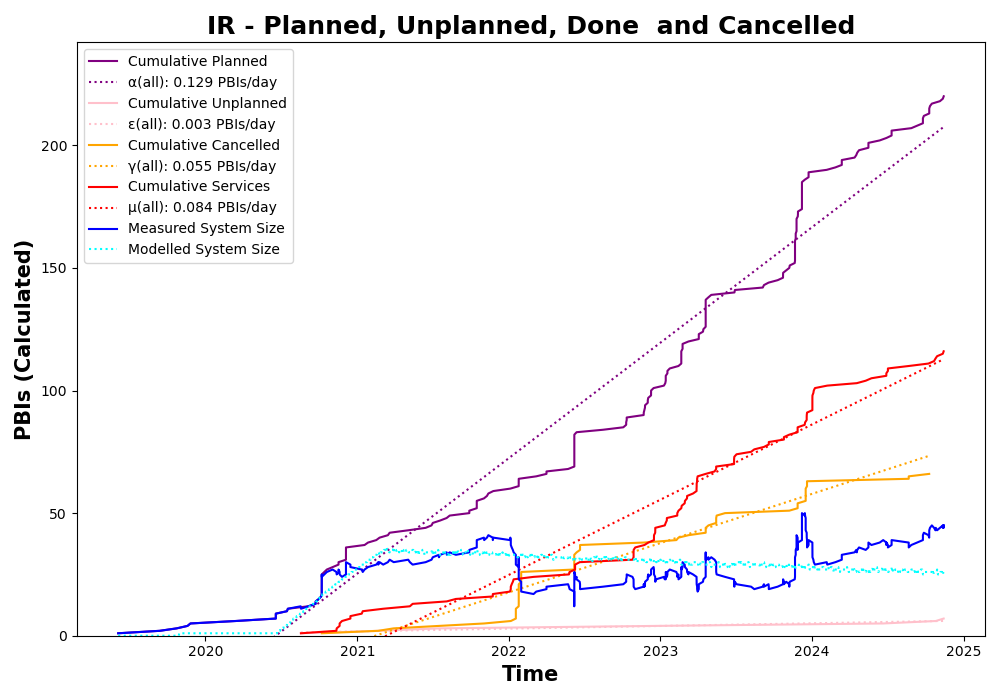 IR - Planned, Unplanned, Done  and Cancelled
Cumulative Planned
α(all): 0.129 PBIs/day
Cumulative Unplanned
ε(all): 0.003 PBIs/day
Cumulative Cancelled
γ(all): 0.055 PBIs/day
Cumulative Services
μ(all): 0.084 PBIs/day
Measured System Size
Modelled System Size
PBIs (Calculated)
200
150
100
50
0
2020 2021 2022 2023 2024 2025
Time